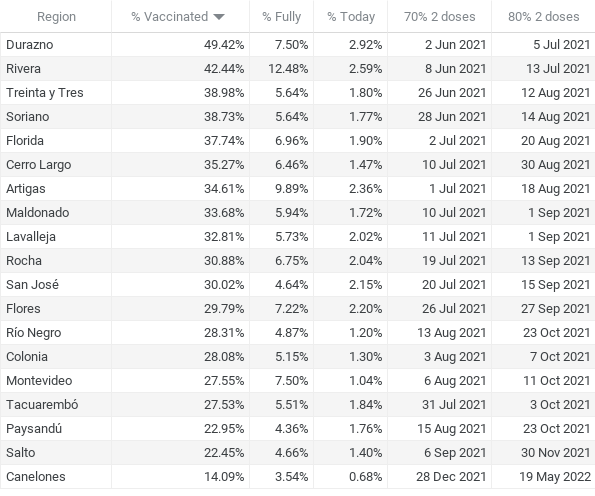 Region % Vaccinated % Fully % Today 70% 2 doses 80% 2 doses
Durazno 49.42% 7.50% 2.92% 2 Jun 2021 5 Jul 2021
Rivera 42.44% 12.48% 2.59% 8 Jun 2021 13 Jul 2021
Treinta y Tres 38.98% 5.64% 1.80% 26 Jun 2021 12 Aug 2021
Soriano 38.73% 5.64% 1.77% 28 Jun 2021 14 Aug 2021
Florida 37.74% 6.96% 1.90% 2 Jul 2021 20 Aug 2021
Cerro Largo 35.27% 6.46% 1.47% 10 Jul 2021 30 Aug 2021
Artigas 34.61% 9.89% 2.36% 1 Jul 2021 18 Aug 2021
Maldonado 33.68% 5.94% 1.72% 10 Jul 2021 1 Sep 2021
Lavalleja 32.81% 5.73% 2.02% 11 Jul 2021 1 Sep 2021
Rocha 30.88% 6.75% 2.04% 19 Jul 2021 13 Sep 2021
San José 30.02% 4.64% 2.15% 20 Jul 2021 15 Sep 2021
Flores 29.79% 7.22% 2.20% 26 Jul 2021 27 Sep 2021
Río Negro 28.31% 4.87% 1.20% 13 Aug 2021 23 Oct 2021
Colonia 28.08% 5.15% 1.30% 3 Aug 2021 7 Oct 2021
Montevideo 27.55% 7.50% 1.04% 6 Aug 2021 11 Oct 2021
Tacuarembó 27.53% 5.51% 1.84% 31 Jul 2021 3 Oct 2021
Paysandú 22.95% 4.36% 1.76% 15 Aug 2021 23 Oct 2021
Salto 22.45% 4.66% 1.40% 6 Sep 2021 30 Nov 2021
Canelones 14.09% 3.54% 0.68% 28 Dec 2021 19 May 2022